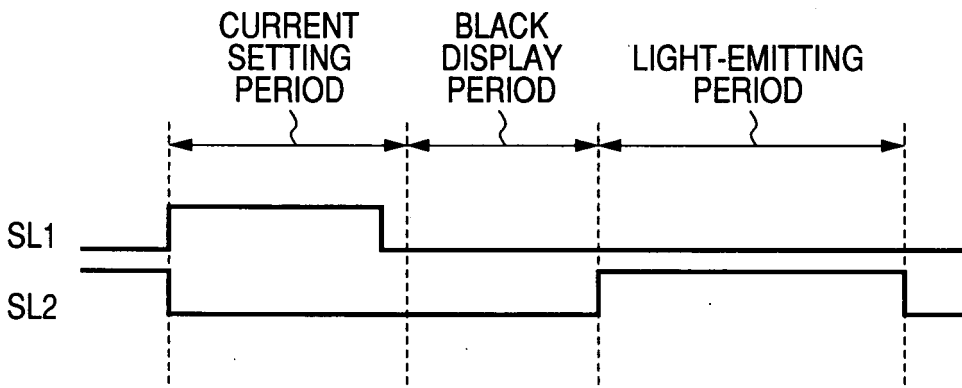 CURRENT
SETTING
PERIOD
BLACK
DISPLAY
PERIOD
LIGHT-EMITTING
PERIOD
SL1
SL2